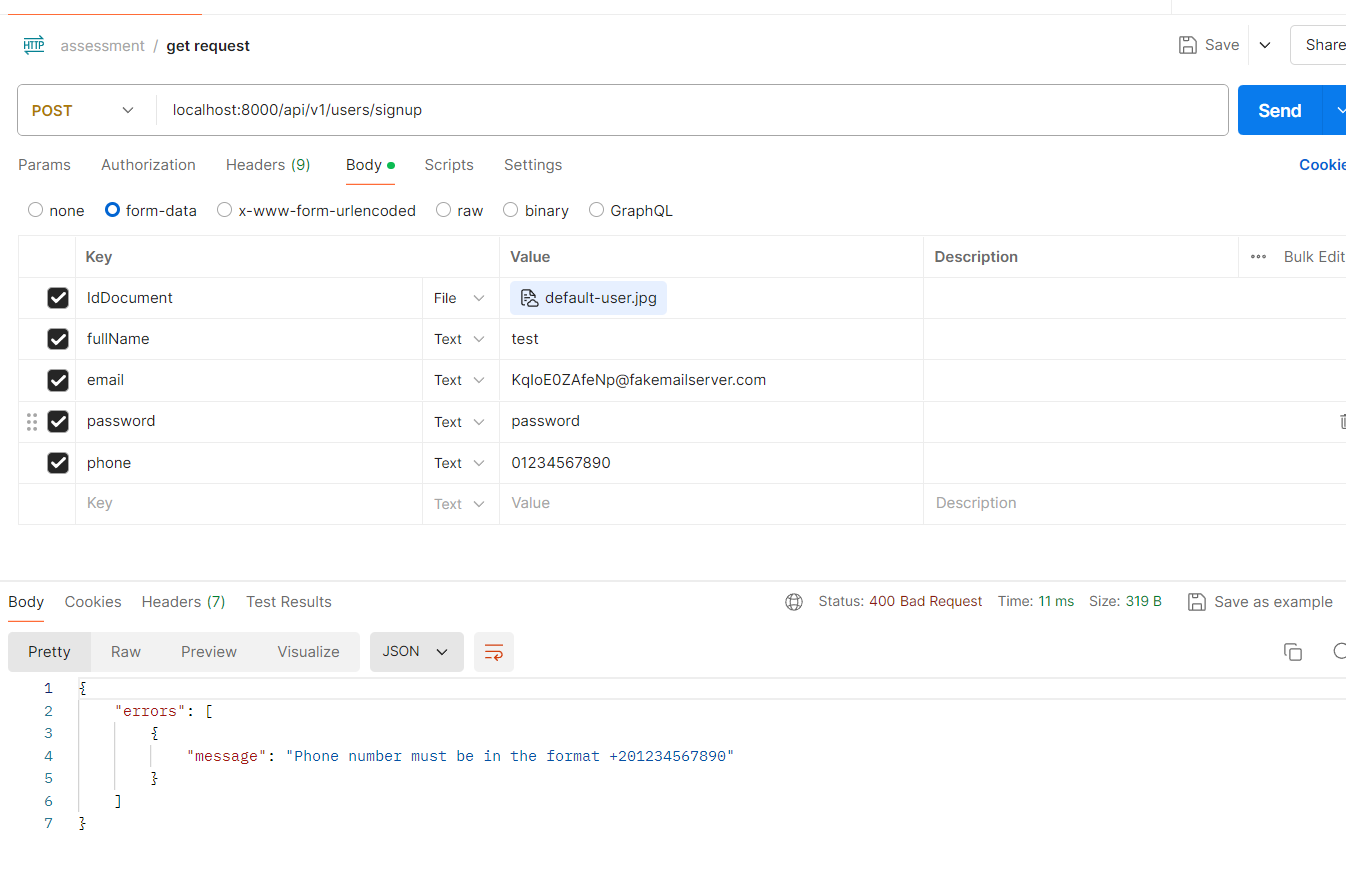 HTTP assessment / get request Save Share
POST localhost:8000/api/v1/users/signup Send
Params Authorization Headers (9) Body Scripts Settings Cookie
none form-data x-www-form-urlencoded raw binary GraphQL
Key Value Description Bulk Edit
IdDocument File default-user.jpg
fullName Text test
email Text KqIoE0ZAfeNp@fakemailserver.com
password Text password
phone Text 01234567890
Key Text Value Description
Body Cookies Headers (7) Test Results Status: 400 Bad Request Time: 11 ms Size: 319 B Save as example
Pretty Raw Preview Visualize JSON
1 {
2 "errors": [
3 {
4 "message": "Phone number must be in the format +201234567890"
5 }
6 ]
7 }